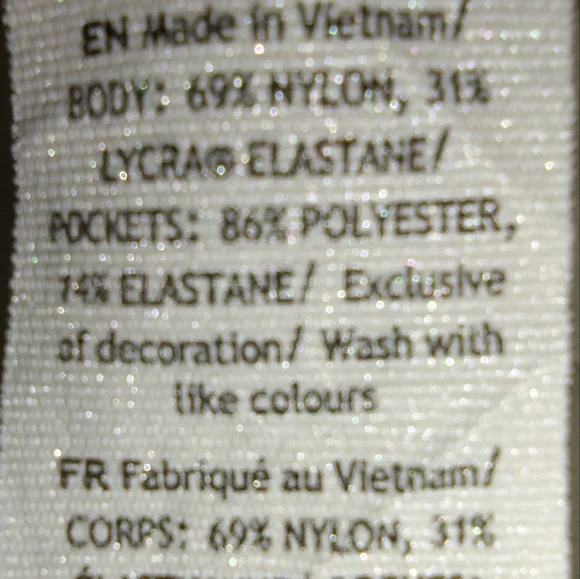 EN Made in Vietnam/
BODY: 69% NYLON, 31%
LYCRA® ELASTANE/
POCKETS: 86% POLYESTER,
14% ELASTANE/ Exclusive
of decoration/ Wash with
like colours
FR Fabriqué au Vietnam/
CORPS: 69% NYLON, 31%